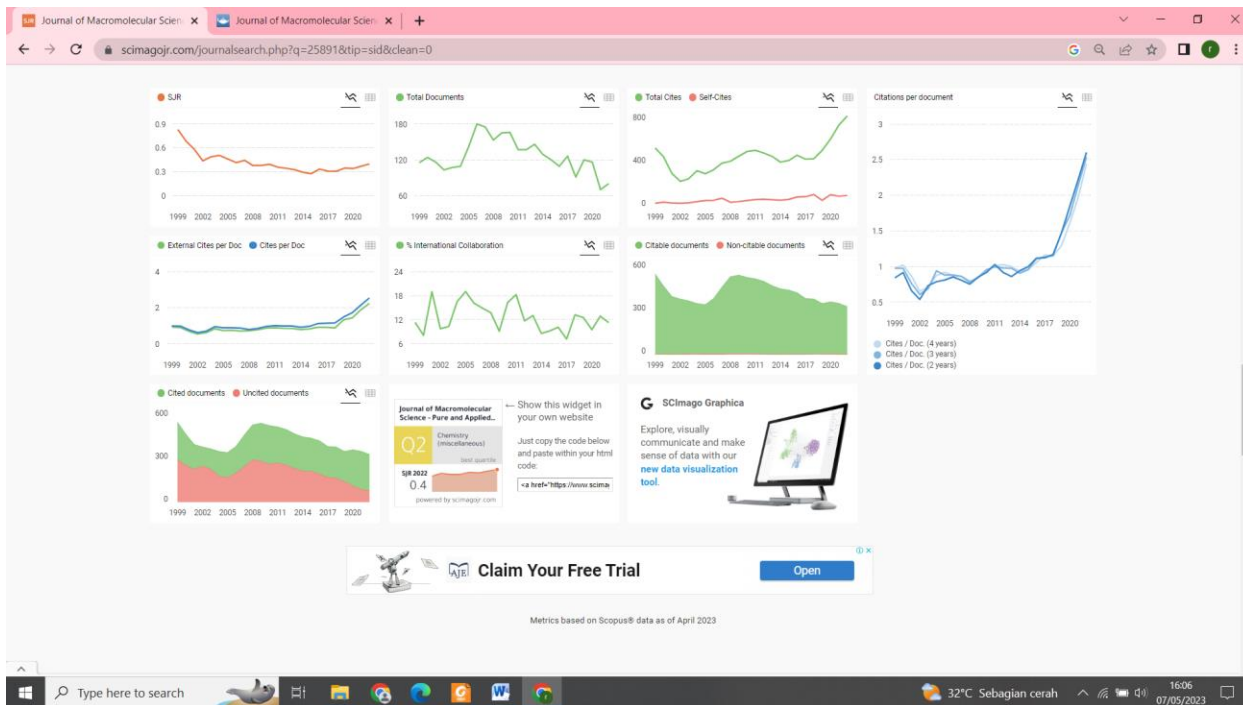 Journal of Macromolecular Scien
Journal of Macromolecular Scien
scimagojr.com/journalsearch.php?q=25891&tip=sid&clean=0
SJR
0.9
0.6
0.3
0
1999 2002 2005 2008 2011 2014 2017 2020
Total Documents
180
120
60
1999 2002 2005 2008 2011 2014 2017 2020
Total Cites Self-Cites
800
400
0
1999 2002 2005 2008 2011 2014 2017 2020
Citations per document
3
2.5
2
1.5
1
0.5
1999 2002 2005 2008 2011 2014 2017 2020
Cites / Doc. (4 years)
Cites / Doc. (3 years)
Cites / Doc. (2 years)
External Cites per Doc Cites per Doc
4
2
0
1999 2002 2005 2008 2011 2014 2017 2020
% International Collaboration
24
18
12
6
1999 2002 2005 2008 2011 2014 2017 2020
Citable documents Non-citable documents
600
300
0
1999 2002 2005 2008 2011 2014 2017 2020
Cited documents Uncited documents
600
300
0
1999 2002 2005 2008 2011 2014 2017 2020
Journal of Macromolecular
Science - Pure and Applied...
Q2
Chemistry
(miscellaneous)
best quartile
SJR 2022
0.4
powered by scimagojr.com
← Show this widget in
your own website
Just copy the code below
and paste within your html
code:
<a href="https://www.scimag
SCImago Graphica
Explore, visually
communicate and make
sense of data with our
new data visualization
tool.
AJE
Claim Your Free Trial
Open
Metrics based on Scopus® data as of April 2023
Type here to search
32°C Sebagian cerah
16:06
07/05/2023